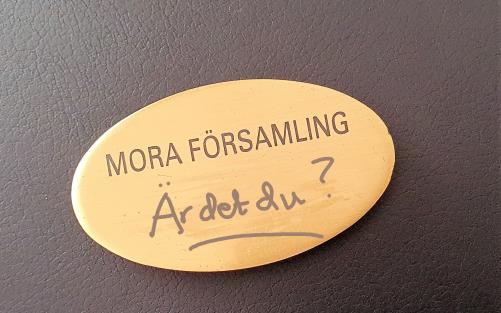 MORA FÖRSAMLING
Är det du?